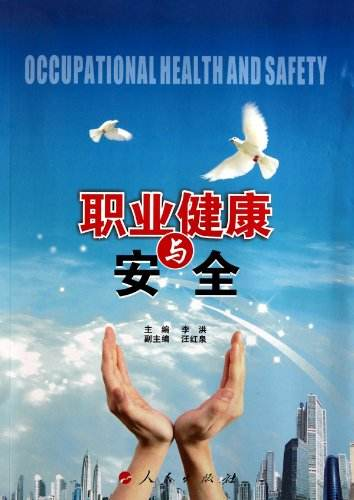 OCCUPATIONAL HEALTH AND SAFETY
职业健康
与
安全
主编 李洪
副主编 汪红泉
人民出版社